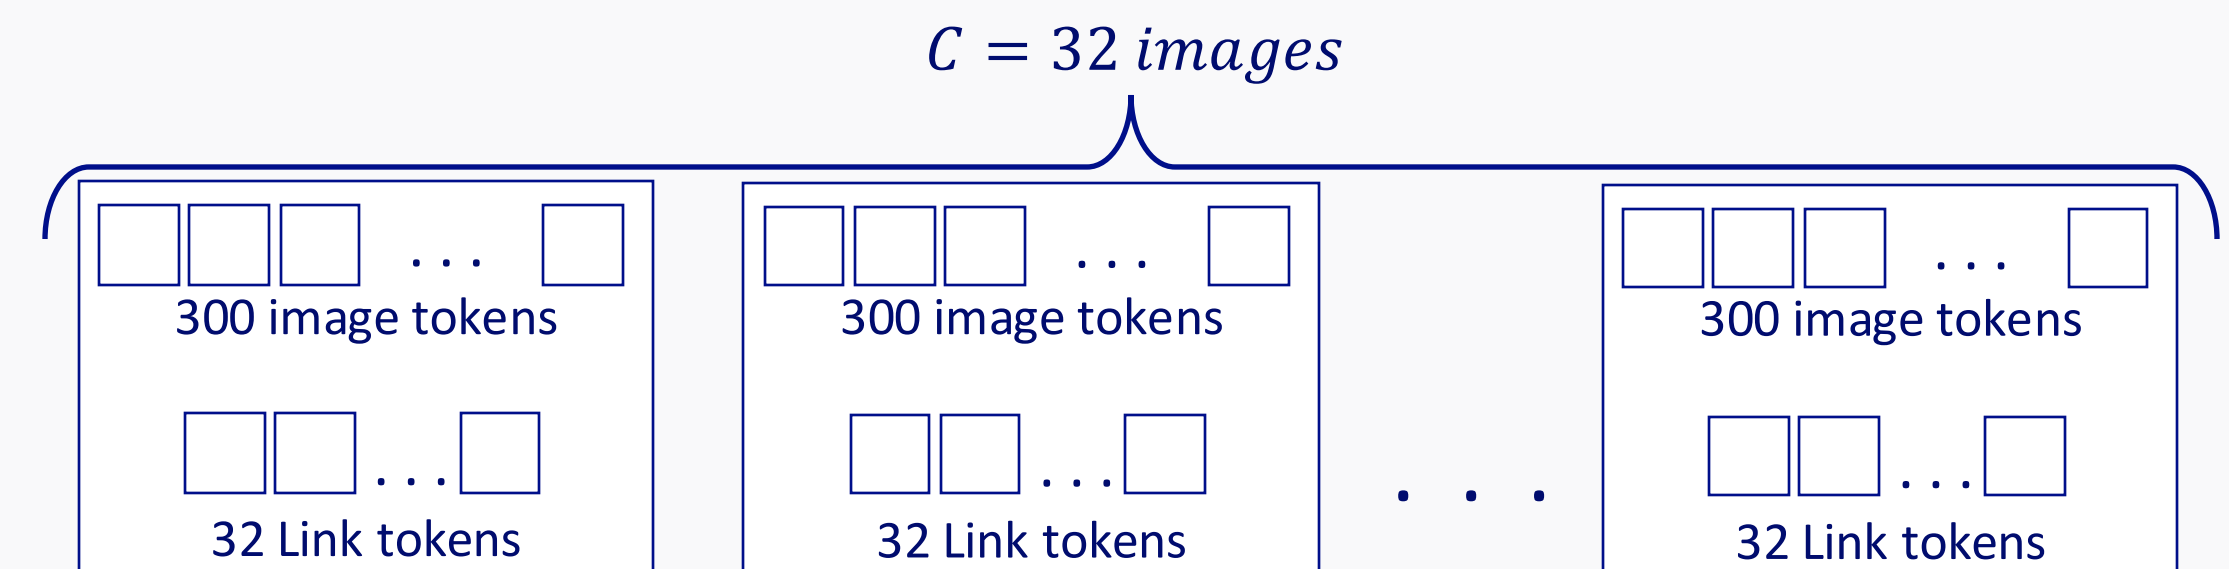 C = 32 images
. . .
300 image tokens
. . .
32 Link tokens
. . .
300 image tokens
. . .
32 Link tokens
. . .
. . .
300 image tokens
. . .
32 Link tokens